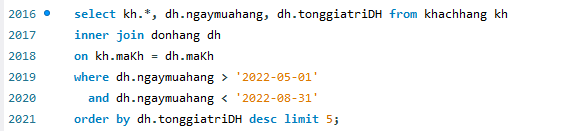 2016 select kh.*, dh.ngaymuahang, dh.tonggiatriDH from khachhang kh
2017 inner join donhang dh
2018 on kh.maKh = dh.maKh
2019 where dh.ngaymuahang > '2022-05-01'
2020 and dh.ngaymuahang < '2022-08-31'
2021 order by dh.tonggiatriDH desc limit 5;